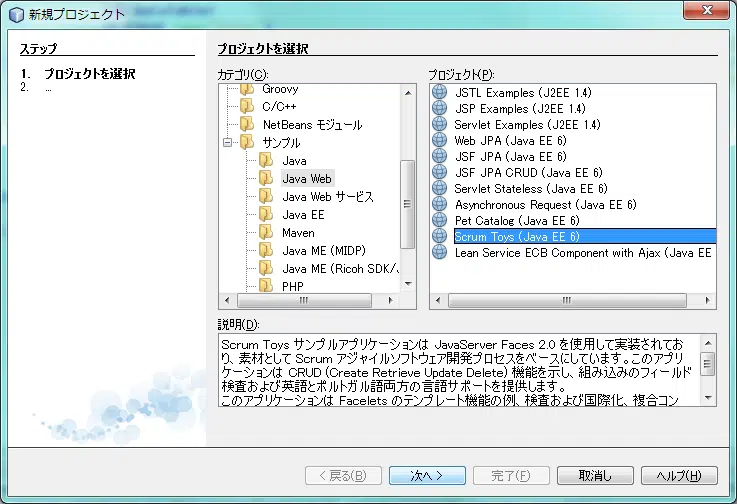 新規プロジェクト
ステップ
1. プロジェクトを選択
2. ...
プロジェクトを選択
カテゴリ(C):
Groovy
C/C++
NetBeans モジュール
サンプル
Java
Java Web
Java Web サービス
Java EE
Maven
Java ME (MIDP)
Java ME (Ricoh SDK/J
PHP
プロジェクト(P):
JSTL Examples (J2EE 1.4)
JSP Examples (J2EE 1.4)
Servlet Examples (J2EE 1.4)
Web JPA (Java EE 6)
JSF JPA (Java EE 6)
JSF JPA CRUD (Java EE 6)
Servlet Stateless (Java EE 6)
Asynchronous Request (Java EE 6)
Pet Catalog (Java EE 6)
Scrum Toys (Java EE 6)
Lean Service ECB Component with Ajax (Java EE
説明(D):
Scrum Toys サンプルアプリケーションは JavaServer Faces 2.0 を使用して実装されてお
り、素材として Scrum アジャイルソフトウェア開発プロセスをベースにしています。このアプリ
ケーションは CRUD (Create Retrieve Update Delete) 機能を示し、組み込みのフィールド
検査および英語とポルトガル語両方の言語サポートを提供します。
このアプリケーションは Facelets のテンプレート機能の例、検査および国際化、複合コン
< 戻る(B)
次へ >
完了(F)
取消し
ヘルプ(H)